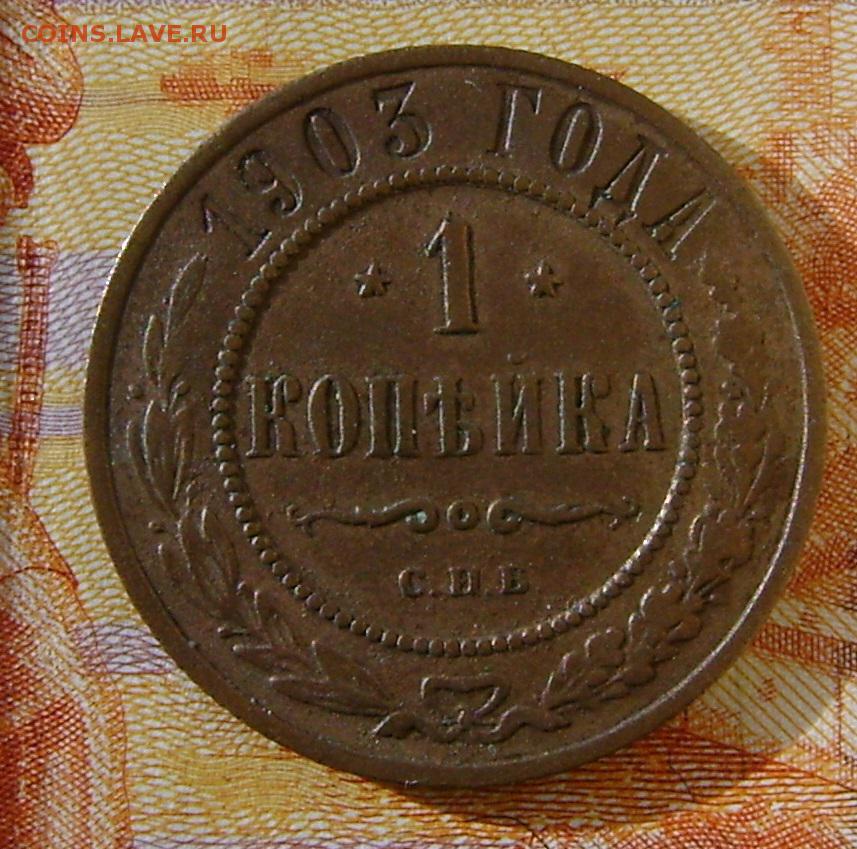 COINS.LAVE.RU
1903 ГОДА
* 1 *
КОПѢЙКА
С.П.Б